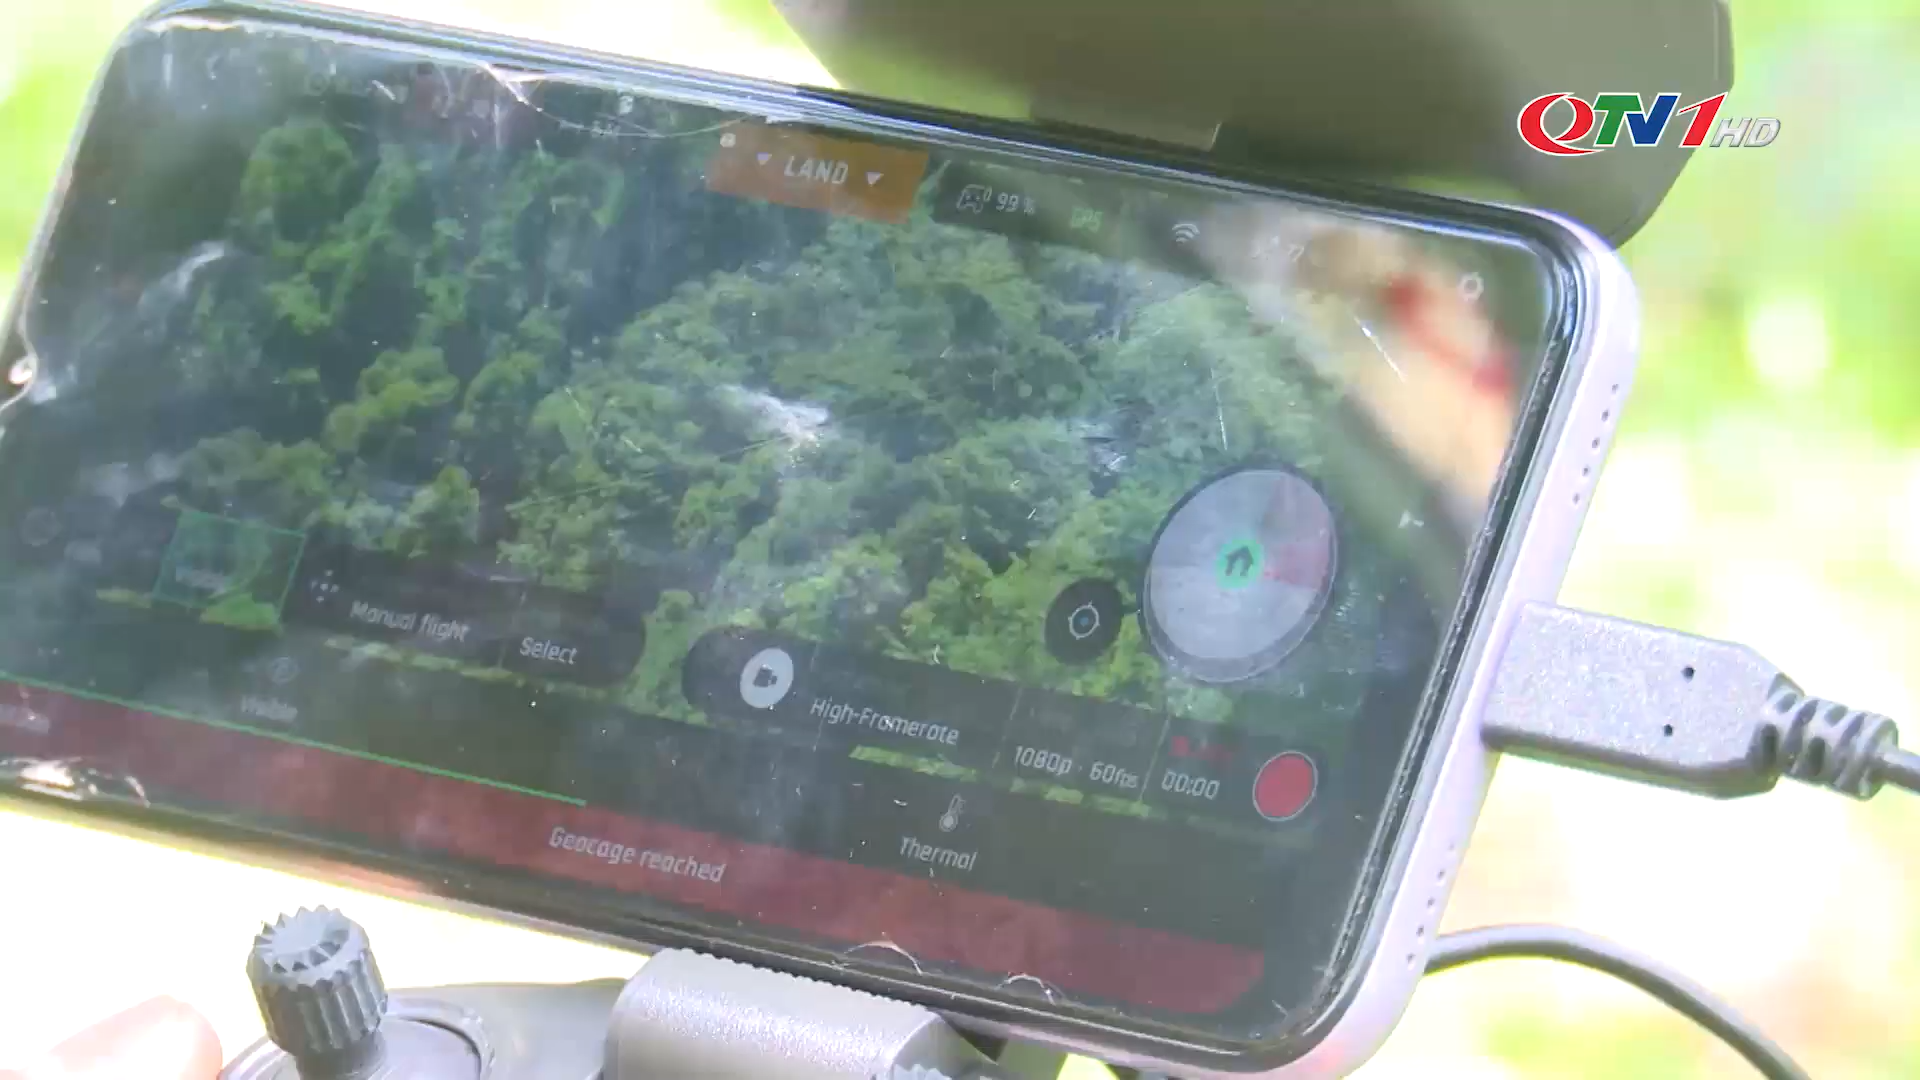 QTV1HD
LAND
99 %
GPS
Manual flight
Select
High-Framerate
1080p · 60fps
00:00
Visible
Thermal
Geocage reached